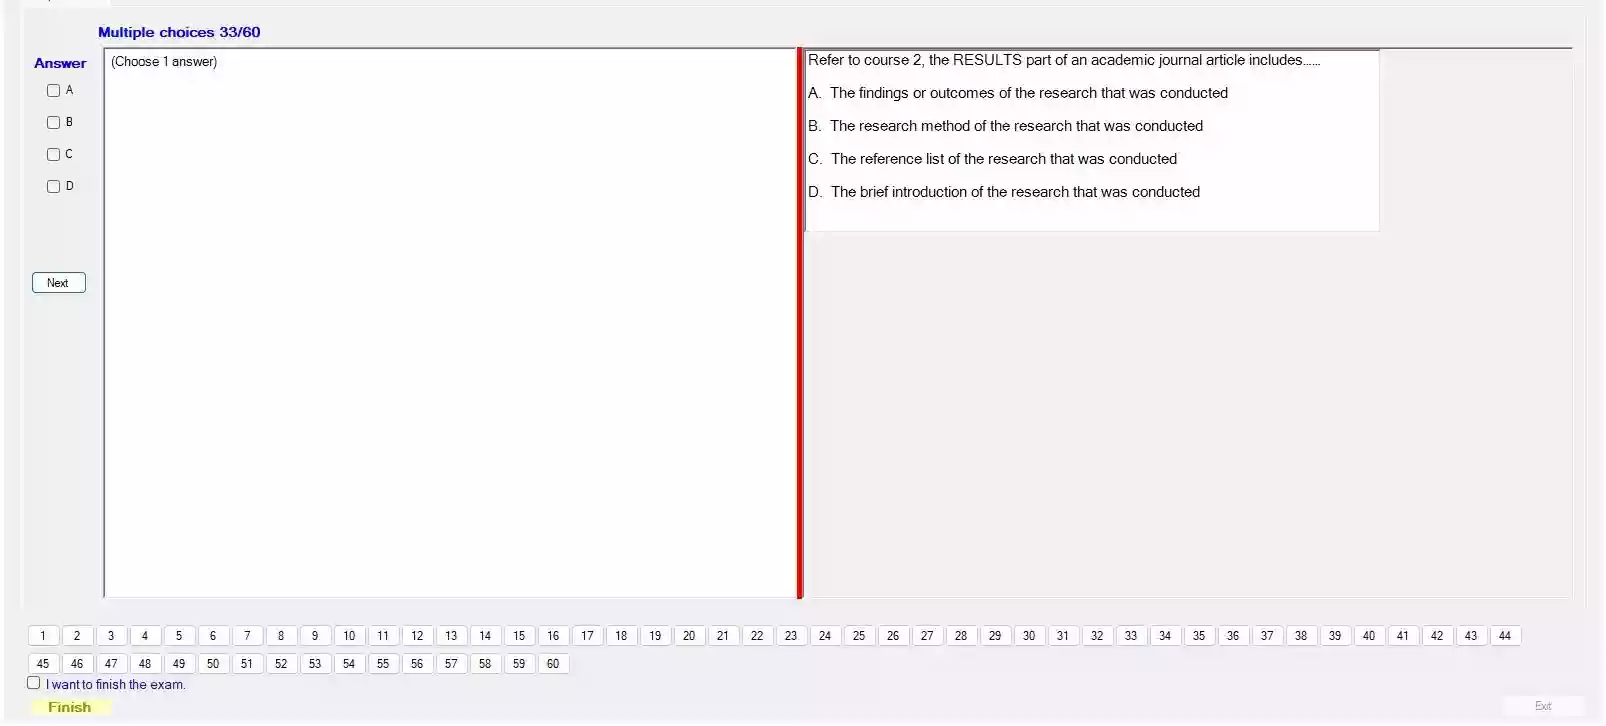 Multiple choices 33/60
Answer
(Choose 1 answer)
A
B
C
D
Next
Refer to course 2, the RESULTS part of an academic journal article includes......
A. The findings or outcomes of the research that was conducted
B. The research method of the research that was conducted
C. The reference list of the research that was conducted
D. The brief introduction of the research that was conducted
1 2 3 4 5 6 7 8 9 10 11 12 13 14 15 16 17 18 19 20 21 22 23 24 25 26 27 28 29 30 31 32 33 34 35 36 37 38 39 40 41 42 43 44
45 46 47 48 49 50 51 52 53 54 55 56 57 58 59 60
I want to finish the exam.
Finish
Exit